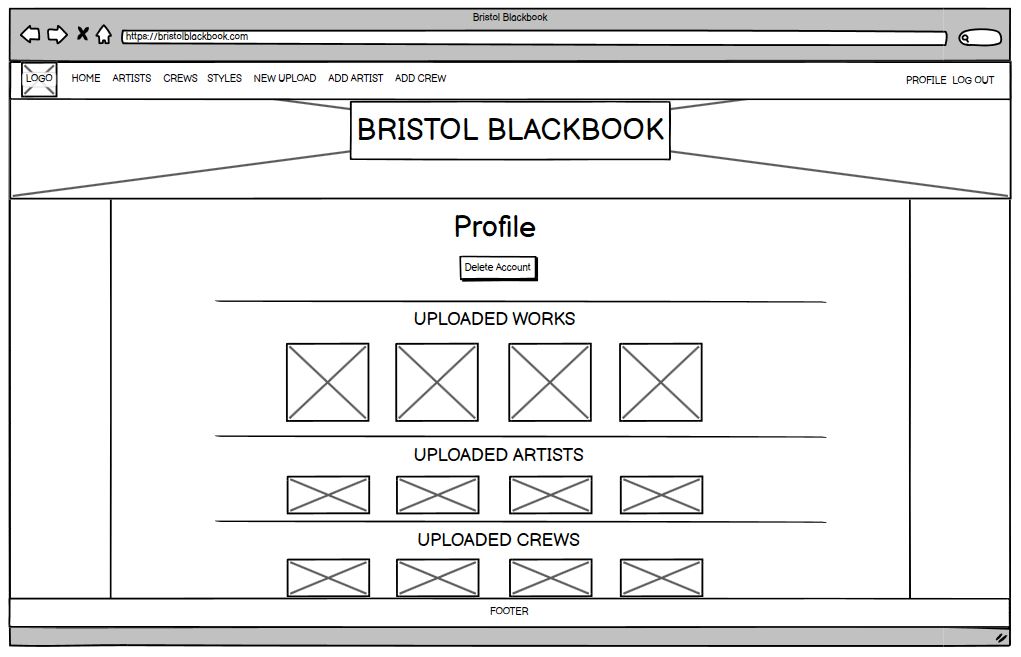 Bristol Blackbook
https://bristolblackbook.com
LOGO HOME ARTISTS CREWS STYLES NEW UPLOAD ADD ARTIST ADD CREW PROFILE LOG OUT
BRISTOL BLACKBOOK
Profile
Delete Account
UPLOADED WORKS
UPLOADED ARTISTS
UPLOADED CREWS
FOOTER